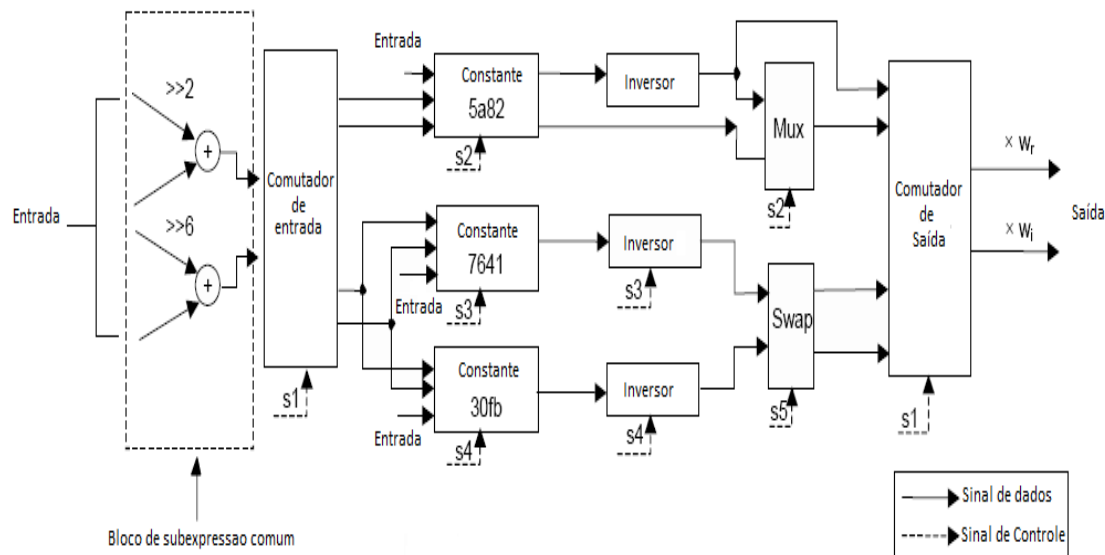 Entrada
>>2
+
>>6
+
Entrada
Bloco de subexpressao comum
Comutador
de
entrada
s1
Entrada
Constante
5a82
s2
Inversor
Mux
s2
Constante
7641
Entrada
s3
Inversor
s3
Constante
30fb
Entrada
s4
Inversor
s4
Swap
s5
Comutador
de
Saída
s1
× Wr
× Wi
Saída
Sinal de dados
Sinal de Controle